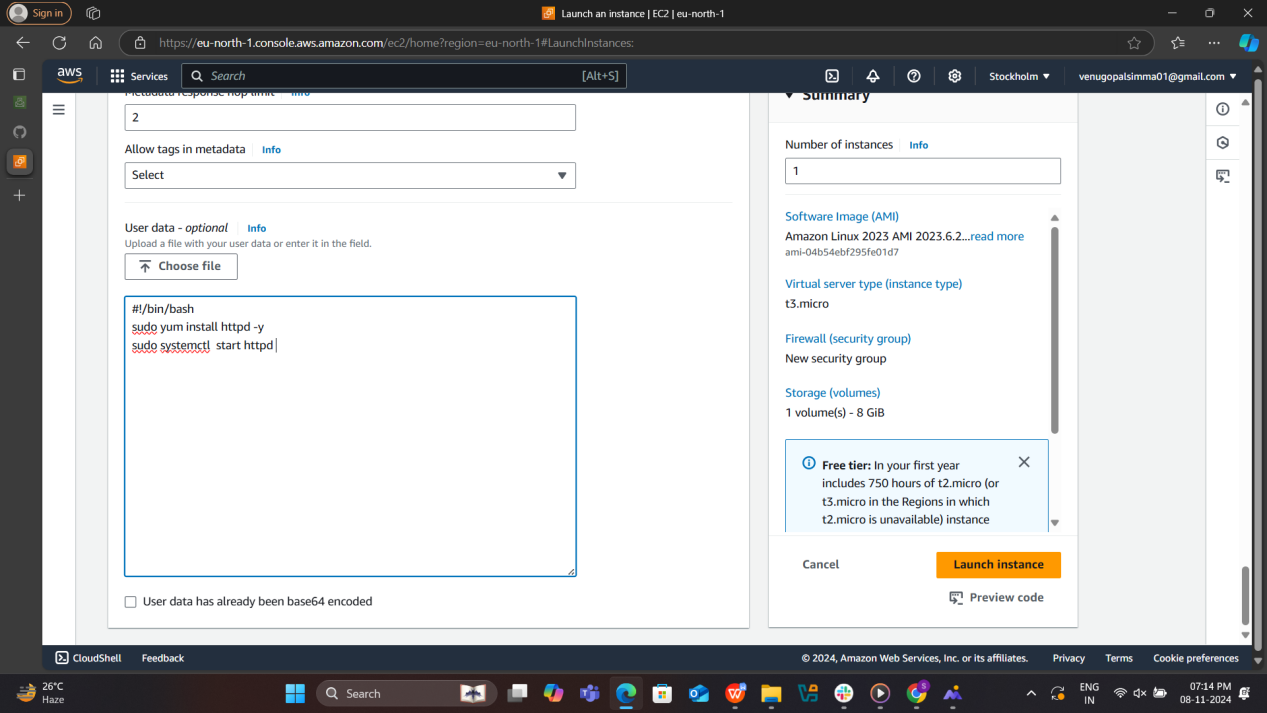 Sign in
Launch an instance | EC2 | eu-north-1
https://eu-north-1.console.aws.amazon.com/ec2/home?region=eu-north-1#LaunchInstances:
aws
Services
Search
[Alt+S]
Stockholm
venugopalsimma01@gmail.com
Metadata response hop limit
Info
2
Allow tags in metadata
Info
Select
User data - optional
Info
Upload a file with your user data or enter it in the field.
Choose file
#!/bin/bash
sudo yum install httpd -y
sudo systemctl  start httpd
User data has already been base64 encoded
Summary
Number of instances
Info
1
Software Image (AMI)
Amazon Linux 2023 AMI 2023.6.2...read more
ami-04b54ebf295fe01d7
Virtual server type (instance type)
t3.micro
Firewall (security group)
New security group
Storage (volumes)
1 volume(s) - 8 GiB
Free tier: In your first year
includes 750 hours of t2.micro (or
t3.micro in the Regions in which
t2.micro is unavailable) instance
Cancel
Launch instance
Preview code
CloudShell
Feedback
© 2024, Amazon Web Services, Inc. or its affiliates.
Privacy
Terms
Cookie preferences
26°C
Haze
Search
ENG
IN
07:14 PM
08-11-2024